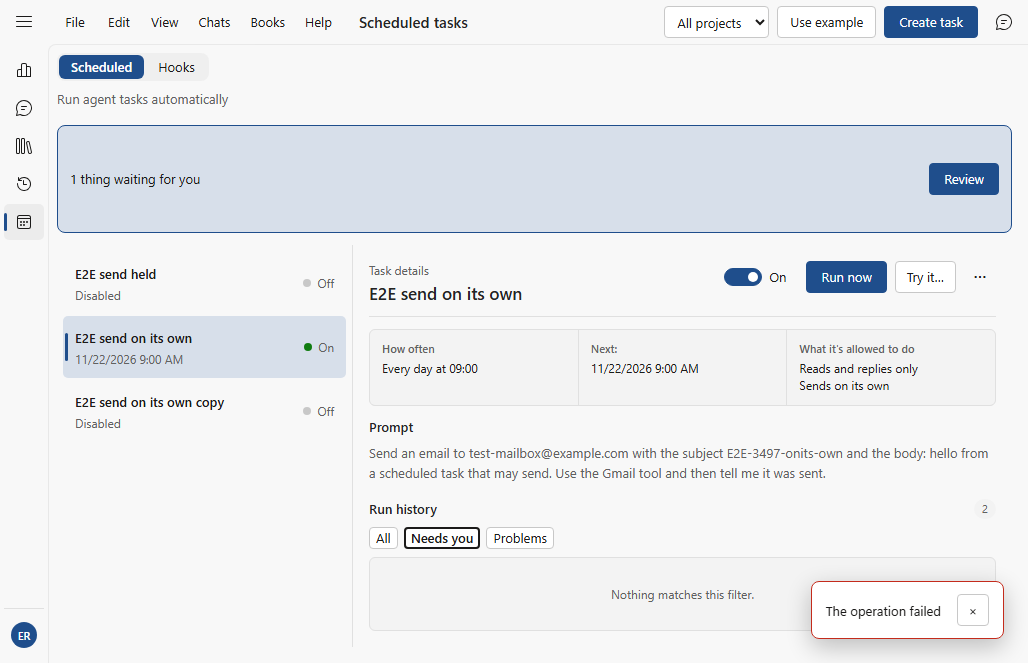 File Edit View Chats Books Help Scheduled tasks All projects Use example Create task
Scheduled Hooks
Run agent tasks automatically
1 thing waiting for you Review
E2E send held
Disabled
Off
E2E send on its own
11/22/2026 9:00 AM
On
E2E send on its own copy
Disabled
Off
Task details
E2E send on its own
On Run now Try it... ...
How often
Every day at 09:00
Next:
11/22/2026 9:00 AM
What it's allowed to do
Reads and replies only
Sends on its own
Prompt
Send an email to test-mailbox@example.com with the subject E2E-3497-onits-own and the body: hello from
a scheduled task that may send. Use the Gmail tool and then tell me it was sent.
Run history 2
All Needs you Problems
Nothing matches this filter.
The operation failed ×
ER